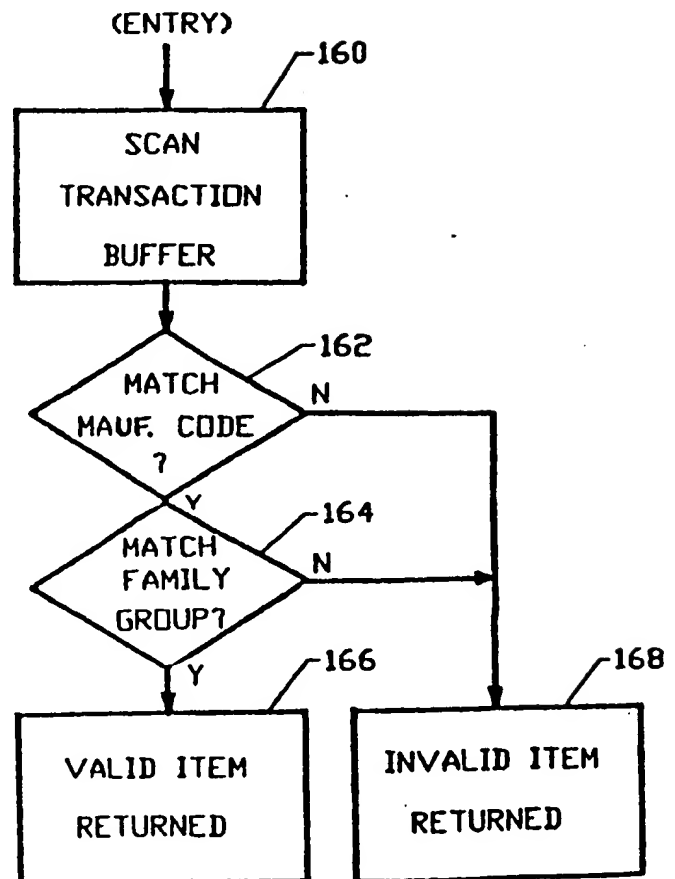 (ENTRY)
160
SCAN
TRANSACTION
BUFFER
162
MATCH
MAUF. CODE
?
N
Y
164
MATCH
FAMILY
GROUP?
N
Y
166
VALID ITEM
RETURNED
168
INVALID ITEM
RETURNED